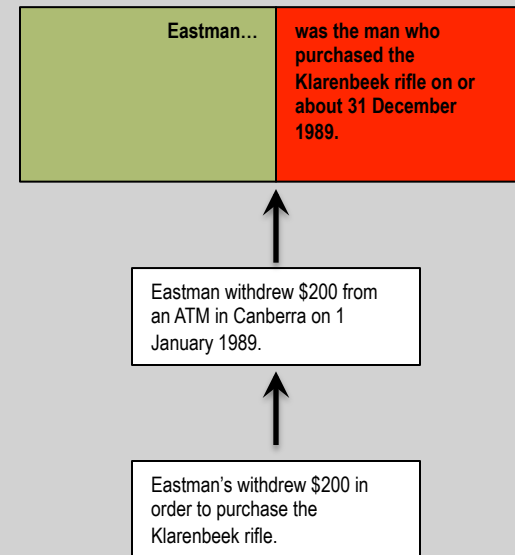 Eastman…
was the man who
purchased the
Klarenbeek rifle on or
about 31 December
1989.
Eastman withdrew $200 from
an ATM in Canberra on 1
January 1989.
Eastman's withdrew $200 in
order to purchase the
Klarenbeek rifle.